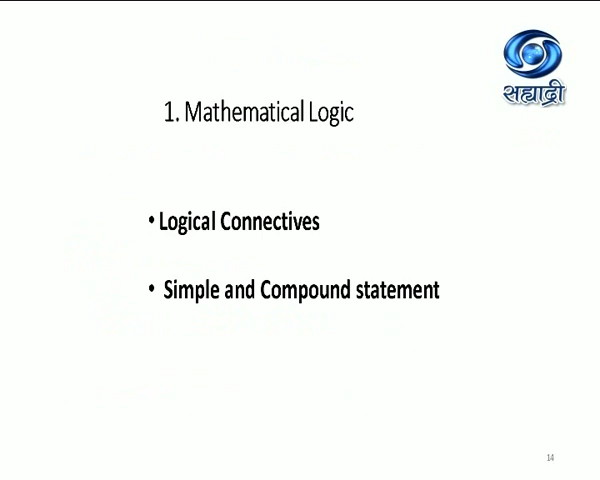 सह्याद्री
1. Mathematical Logic
• Logical Connectives
• Simple and Compound statement
14